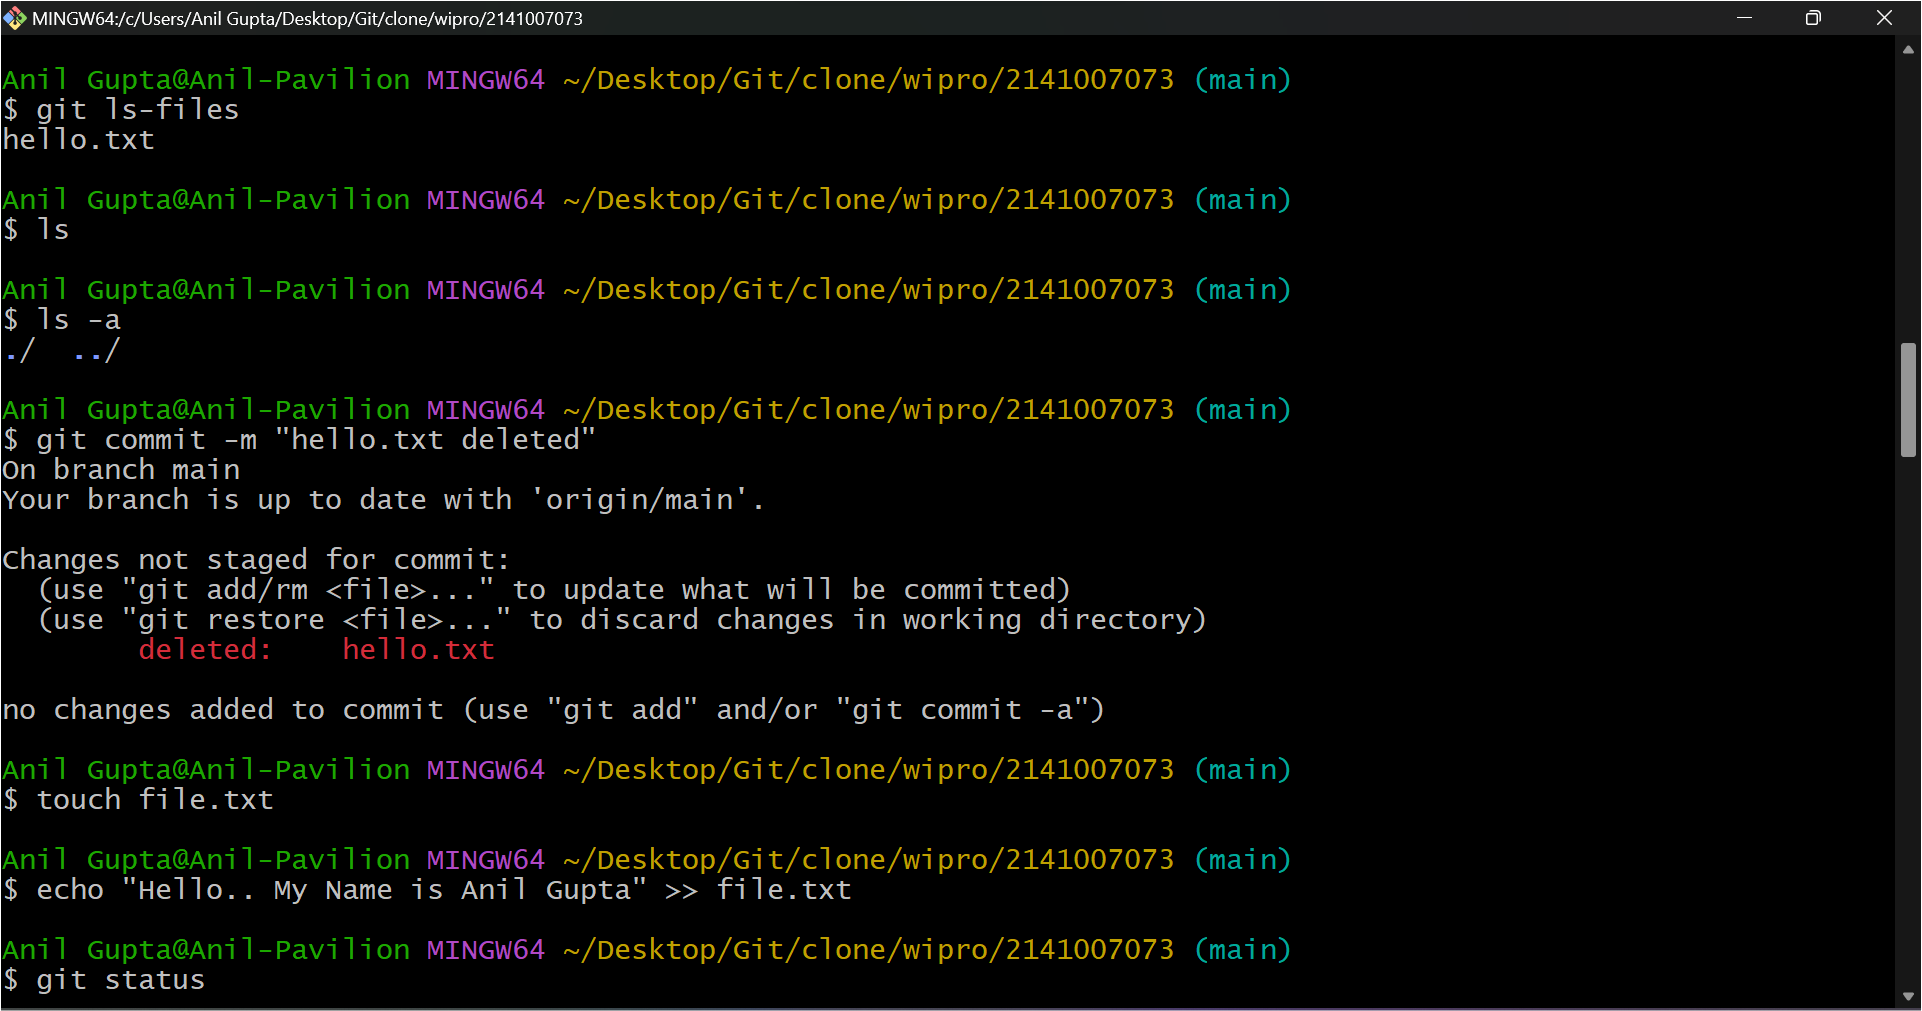 MINGW64:/c/Users/Anil Gupta/Desktop/Git/clone/wipro/2141007073
Anil Gupta@Anil-Pavilion MINGW64 ~/Desktop/Git/clone/wipro/2141007073 (main)
$ git ls-files
hello.txt
Anil Gupta@Anil-Pavilion MINGW64 ~/Desktop/Git/clone/wipro/2141007073 (main)
$ ls
Anil Gupta@Anil-Pavilion MINGW64 ~/Desktop/Git/clone/wipro/2141007073 (main)
$ ls -a
./  ../
Anil Gupta@Anil-Pavilion MINGW64 ~/Desktop/Git/clone/wipro/2141007073 (main)
$ git commit -m "hello.txt deleted"
On branch main
Your branch is up to date with 'origin/main'.
Changes not staged for commit:
  (use "git add/rm <file>..." to update what will be committed)
  (use "git restore <file>..." to discard changes in working directory)
        deleted:    hello.txt
no changes added to commit (use "git add" and/or "git commit -a")
Anil Gupta@Anil-Pavilion MINGW64 ~/Desktop/Git/clone/wipro/2141007073 (main)
$ touch file.txt
Anil Gupta@Anil-Pavilion MINGW64 ~/Desktop/Git/clone/wipro/2141007073 (main)
$ echo "Hello.. My Name is Anil Gupta" >> file.txt
Anil Gupta@Anil-Pavilion MINGW64 ~/Desktop/Git/clone/wipro/2141007073 (main)
$ git status